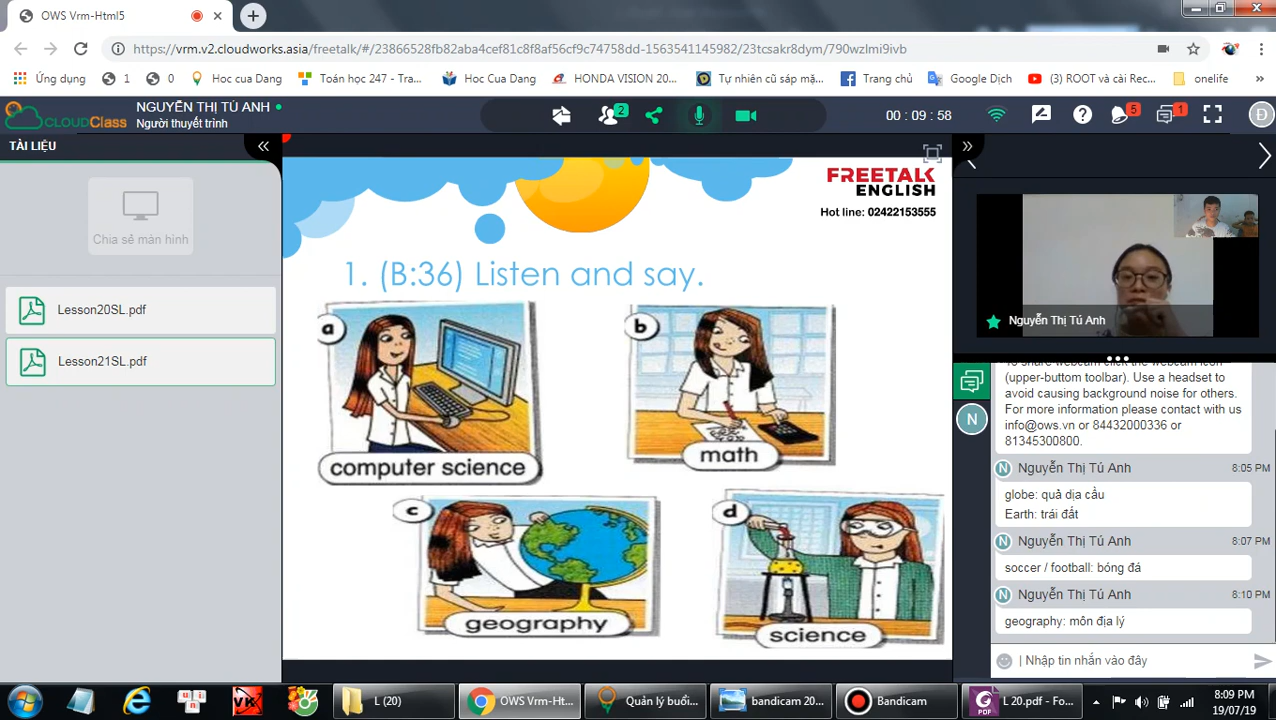 OWS Vrm-Html5
https://vrm.v2.cloudworks.asia/freetalk/#/23866528fb82aba4cef81c8f8af56cf9c74758dd-1563541145982/23tcsakr8dym/790wzlmi9ivb
Ứng dụng 1 0 Hoc cua Dang Toán học 247 - Tra... Học Cua Dang HONDA VISION 20... Tự nhiên cũ sáp mặ... Trang chủ Google Dịch (3) ROOT và cài Rec... onelife »
CLOUDClass
NGUYỄN THỊ TÚ ANH
Người thuyết trình
2
00 : 09 : 58
5
1
Đ
TÀI LIỆU
Chia sẻ màn hình
Lesson20SL.pdf
Lesson21SL.pdf
FREETALK
ENGLISH
Hot line: 02422153555
1. (B:36) Listen and say.
a
computer science
b
math
c
geography
d
science
Nguyễn Thị Tú Anh
To share webcam click the webcam icon
(upper-buttom toolbar). Use a headset to
avoid causing background noise for others.
For more information please contact with us
info@ows.vn or 84432000336 or
81345300800.
N
N Nguyễn Thị Tú Anh 8:05 PM
globe: quả dịa cầu
Earth: trái đất
N Nguyễn Thị Tú Anh 8:07 PM
soccer / football: bóng đá
N Nguyễn Thị Tú Anh 8:10 PM
geography: môn địa lý
Nhập tin nhắn vào đây
L (20)
OWS Vrm-Ht...
Quản lý buổi...
bandicam 20...
Bandicam
L 20.pdf - Fo...
PDF
8:09 PM
19/07/19